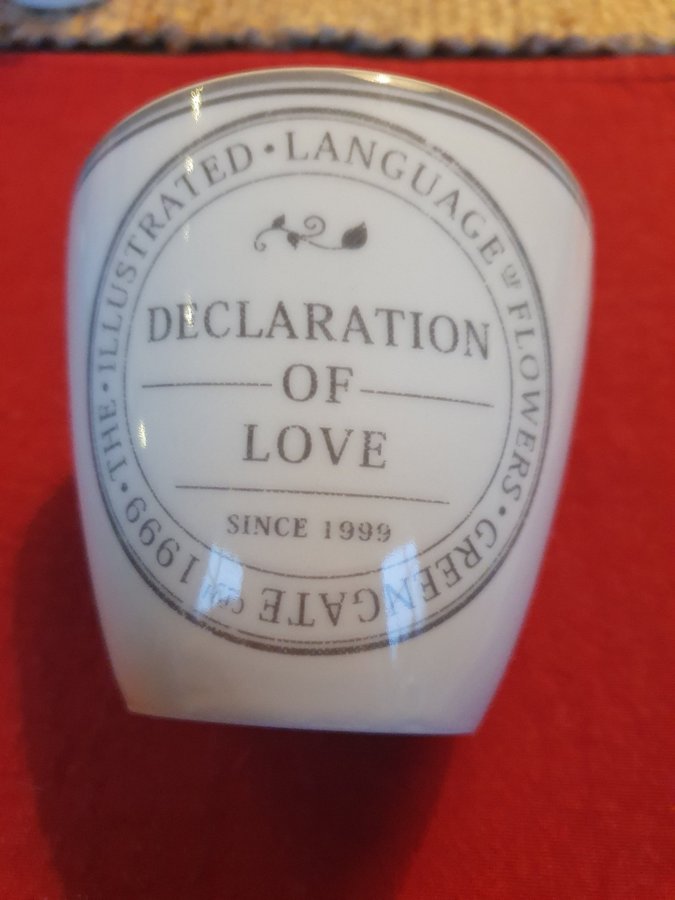 THE • ILLUSTRATED • LANGUAGE OF FLOWERS • GREENGATE 1999 •
DECLARATION
OF
LOVE
SINCE 1999